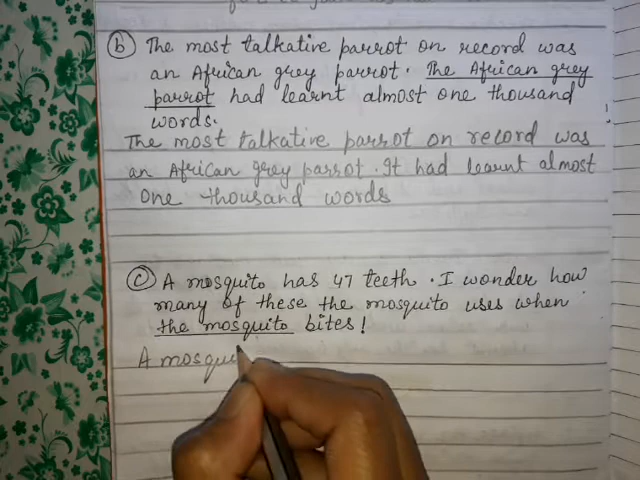 (b) The most talkative parrot on record was
an African grey parrot. The African grey
parrot had learnt almost one thousand
words.
The most talkative parrot on record was
an African grey parrot. It had learnt almost
one thousand words
(c) A mosquito has 47 teeth. I wonder how
many of these the mosquito uses when
the mosquito bites!
A mosqui